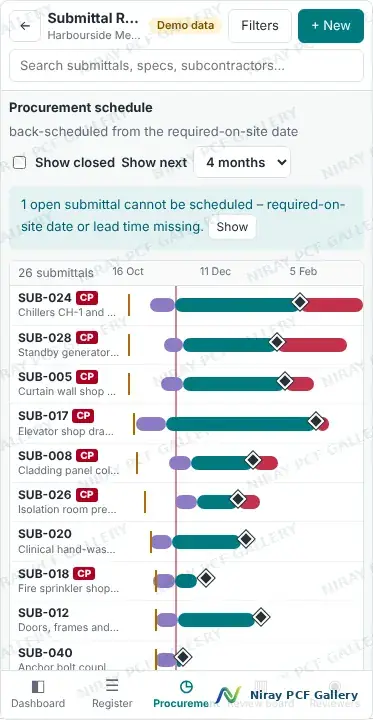 Submittal R...
Harbourside Me...
Demo data
Filters
+ New
Search submittals, specs, subcontractors...
Procurement schedule
back-scheduled from the required-on-site date
Show closed
Show next
4 months
1 open submittal cannot be scheduled – required-on-
site date or lead time missing.
Show
26 submittals
16 Oct
11 Dec
5 Feb
SUB-024 CP
Chillers CH-1 and ...
SUB-028 CP
Standby generator...
SUB-005 CP
Curtain wall shop ...
SUB-017 CP
Elevator shop dra...
SUB-008 CP
Cladding panel col...
SUB-026 CP
Isolation room pre...
SUB-020
Clinical hand-was...
SUB-018 CP
Fire sprinkler shop...
SUB-012
Doors, frames and...
SUB-040
Anchor bolt coupl...
Dashboard
Register
Procureme
Review board
Reviewers
Niray PCF Gallery
NIRAY PCF GALLERY